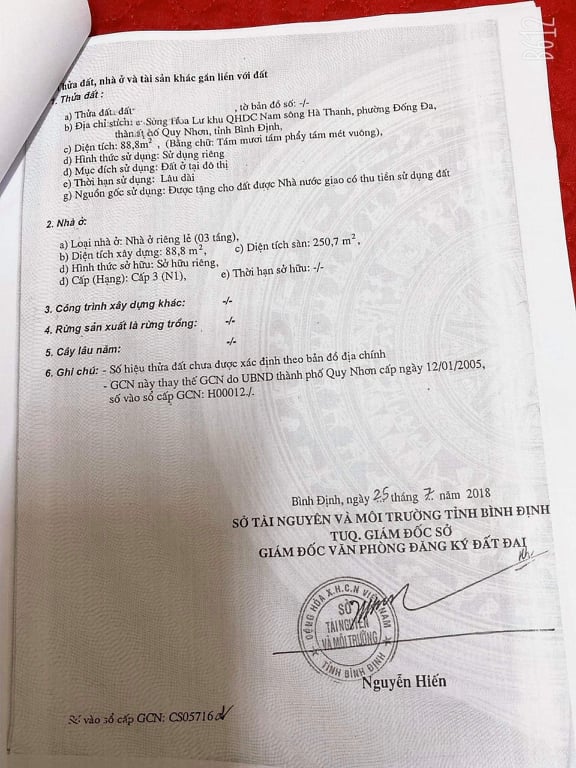 Thửa đất, nhà ở và tài sản khác gắn liền với đất
1. Thửa đất :
a) Thửa đất: đất , tờ bản đồ số: -/-
b) Địa chỉ: Hoa Lư khu QHDC Nam sông Hà Thanh, phường Đống Đa,
thành phố Quy Nhơn, tỉnh Bình Định,
c) Diện tích: 88,8m², (Bằng chữ: Tám mươi tám phẩy tám mét vuông),
d) Hình thức sử dụng: Sử dụng riêng
đ) Mục đích sử dụng: Đất ở tại đô thị
e) Thời hạn sử dụng: Lâu dài
g) Nguồn gốc sử dụng: Được tặng cho đất được Nhà nước giao có thu tiền sử dụng đất
2. Nhà ở:
a) Loại nhà ở: Nhà ở riêng lẻ (03 tầng),
b) Diện tích xây dựng: 88,8 m², c) Diện tích sàn: 250,7 m²,
d) Hình thức sở hữu: Sở hữu riêng,
đ) Cấp (Hạng): Cấp 3 (N1), e) Thời hạn sở hữu: -/-
3. Công trình xây dựng khác: -/-
4. Rừng sản xuất là rừng trồng: -/-
5. Cây lâu năm: -/-
6. Ghi chú: - Số hiệu thửa đất chưa được xác định theo bản đồ địa chính
- GCN này thay thế GCN do UBND thành phố Quy Nhơn cấp ngày 12/01/2005,
số vào sổ cấp GCN: H00012./.
Bình Định, ngày 25 tháng 7 năm 2018
SỞ TÀI NGUYÊN VÀ MÔI TRƯỜNG TỈNH BÌNH ĐỊNH
TUQ. GIÁM ĐỐC SỞ
GIÁM ĐỐC VĂN PHÒNG ĐĂNG KÝ ĐẤT ĐAI
CỘNG HÒA X.H.C.N VIỆT NAM
SỞ
TÀI NGUYÊN
VÀ MÔI TRƯỜNG
TỈNH BÌNH ĐỊNH
Nguyễn Hiến
Số vào sổ cấp GCN: CS05716
B612